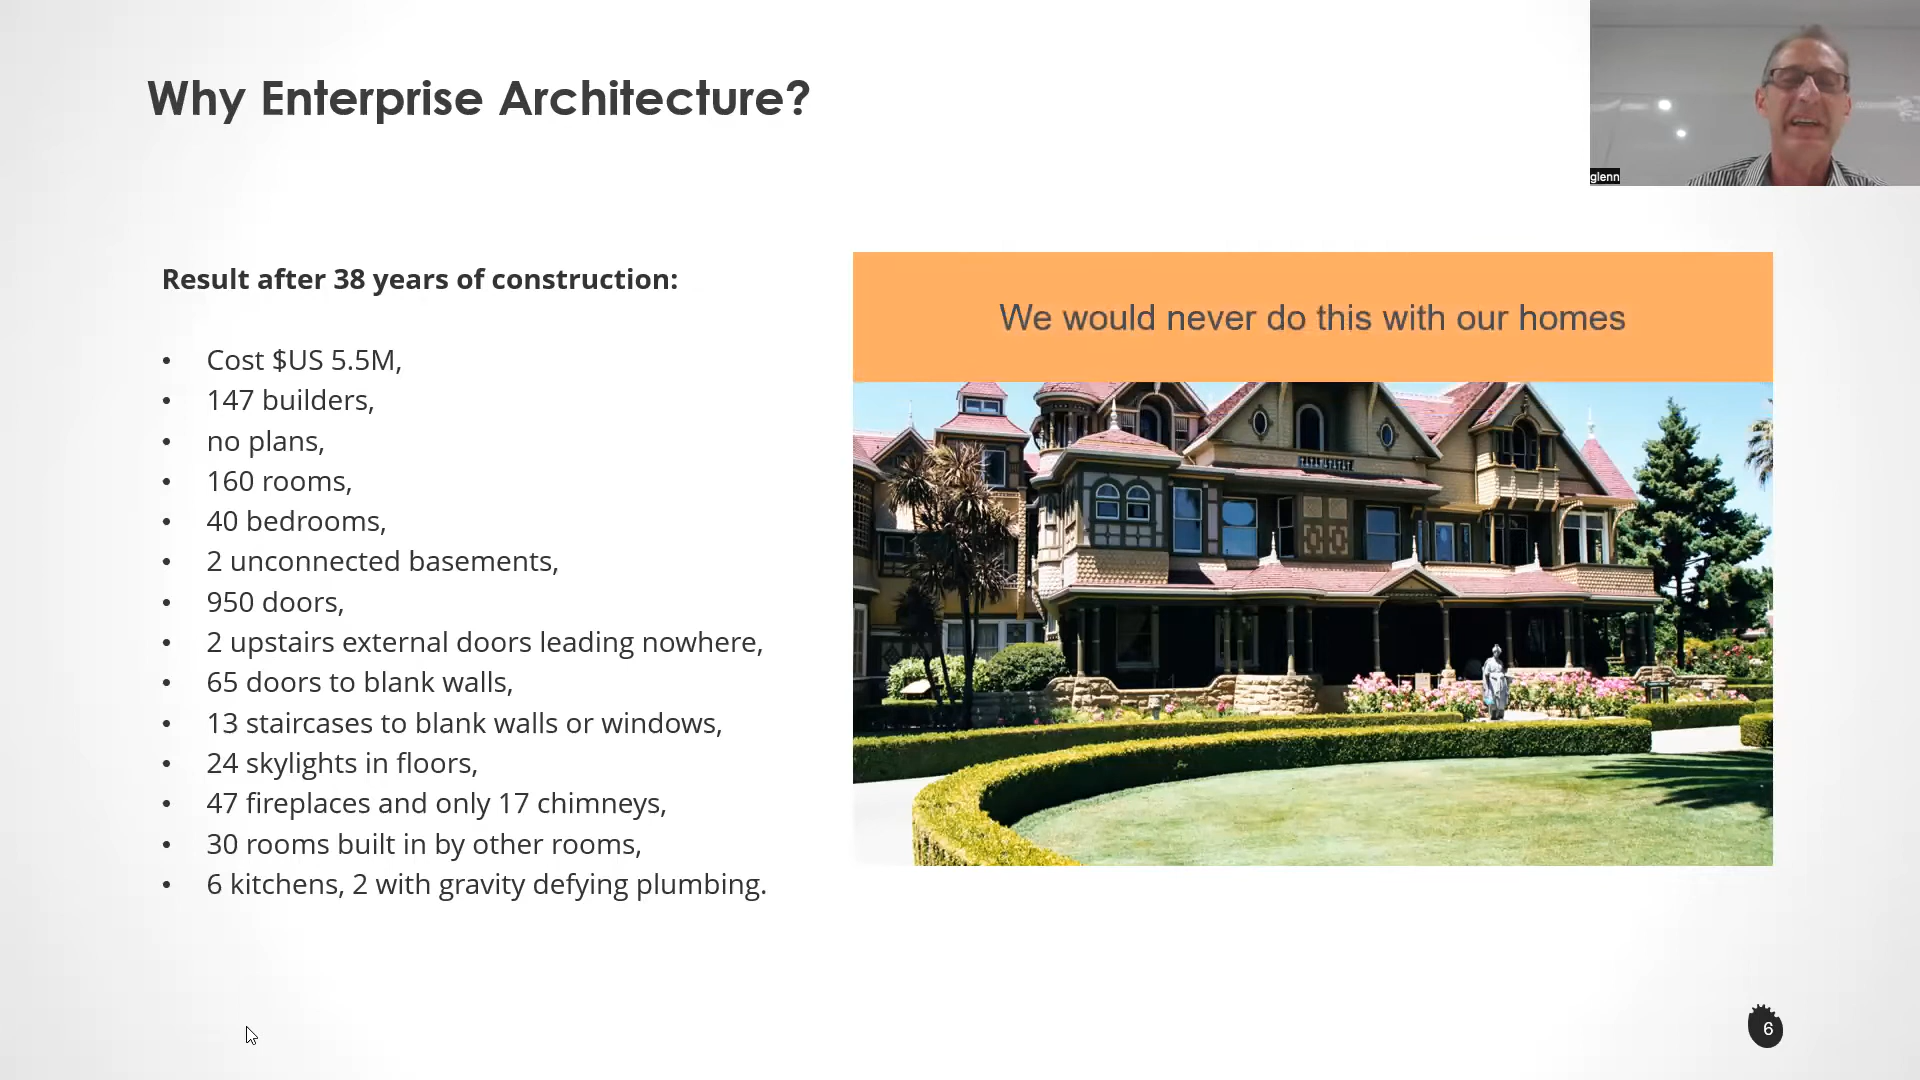 Why Enterprise Architecture?
glenn
Result after 38 years of construction:
• Cost $US 5.5M,
• 147 builders,
• no plans,
• 160 rooms,
• 40 bedrooms,
• 2 unconnected basements,
• 950 doors,
• 2 upstairs external doors leading nowhere,
• 65 doors to blank walls,
• 13 staircases to blank walls or windows,
• 24 skylights in floors,
• 47 fireplaces and only 17 chimneys,
• 30 rooms built in by other rooms,
• 6 kitchens, 2 with gravity defying plumbing.
We would never do this with our homes
6